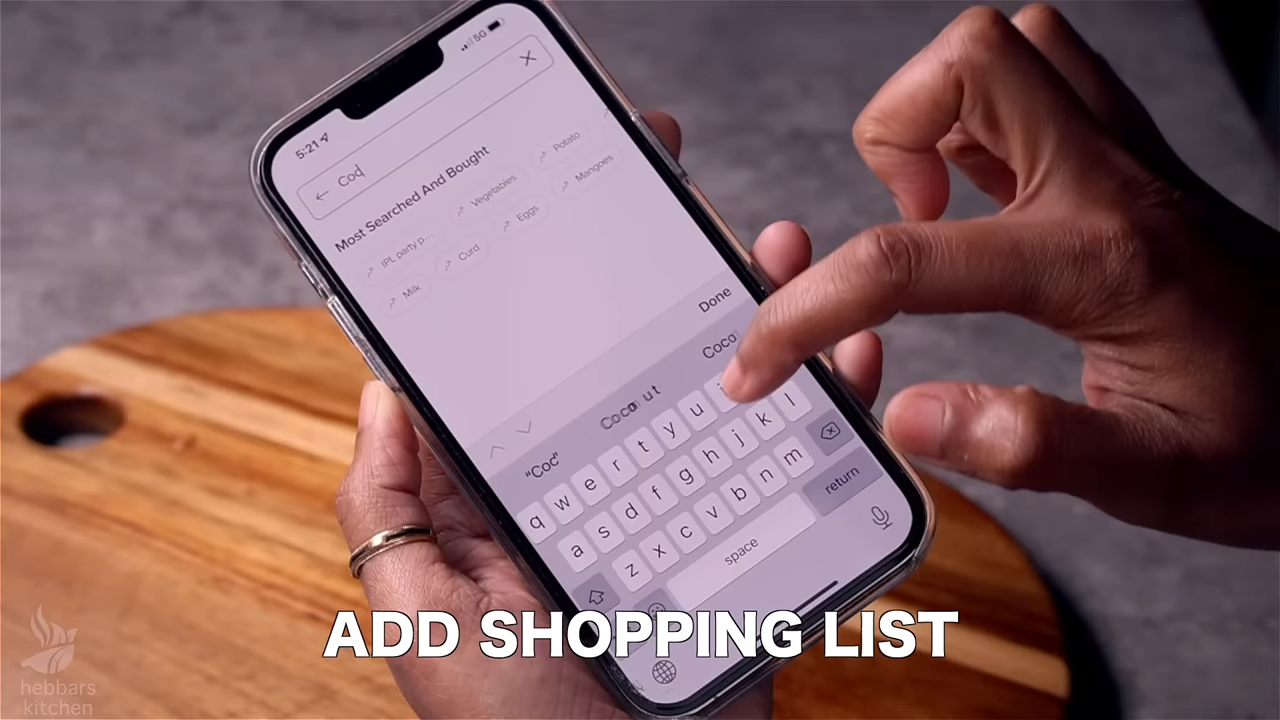 5:21
5G
Coc
Most Searched And Bought
IPL party p...
Vegetables
Potato
Milk
Curd
Eggs
Mangoes
Done
"Coc"
Coco
q w e r t y u
a s d f g h j k l
z x c v b n m
space
return
ADD SHOPPING LIST
hebbars
kitchen